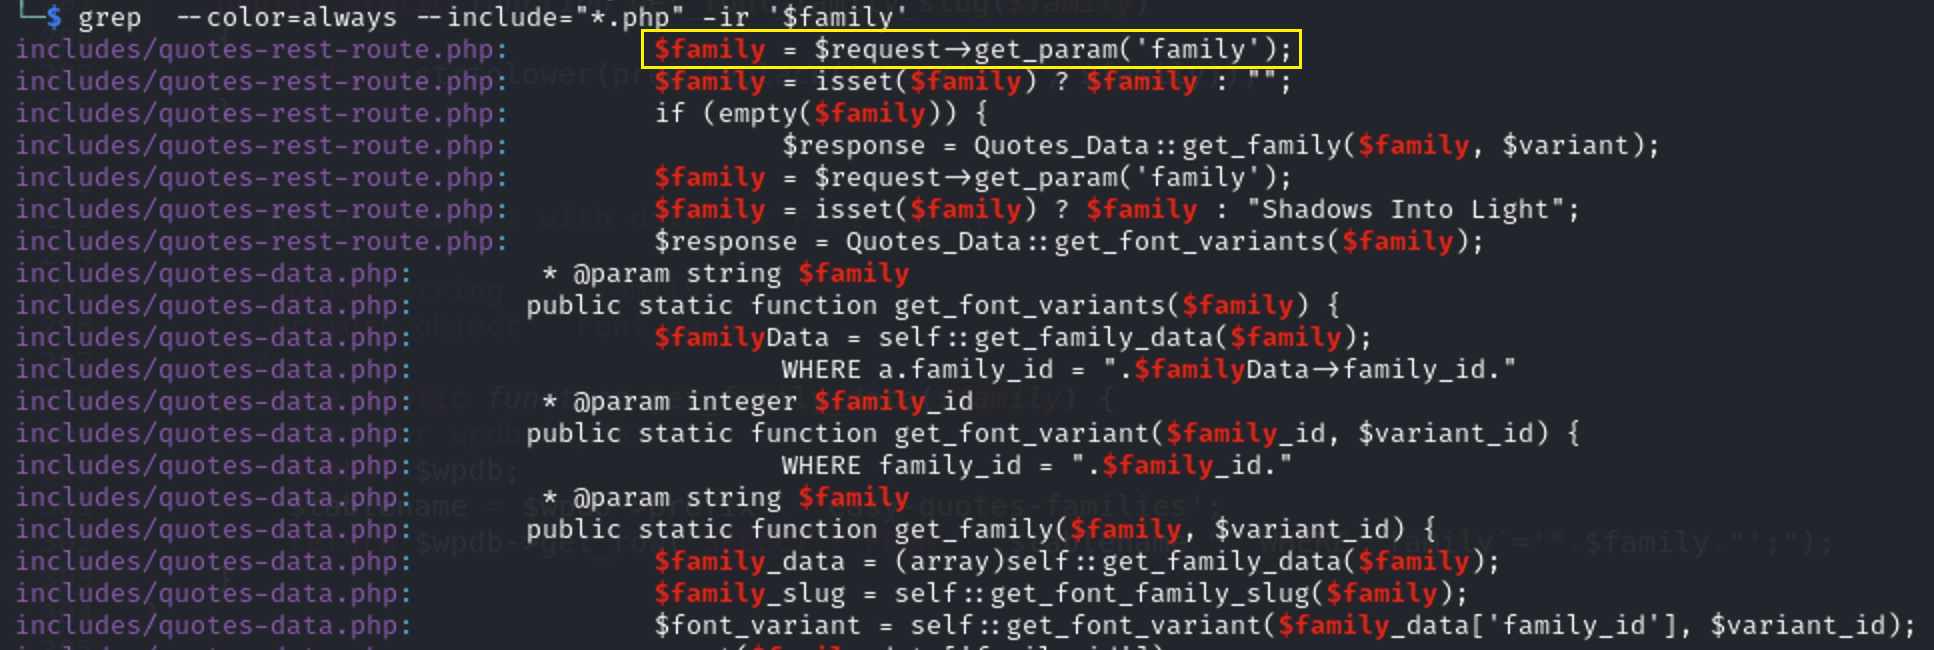 └─$ grep  --color=always --include="*.php" -ir '$family'
includes/quotes-rest-route.php:        $family = $request->get_param('family');
includes/quotes-rest-route.php:        $family = isset($family) ? $family : "";
includes/quotes-rest-route.php:        if (empty($family)) {
includes/quotes-rest-route.php:                $response = Quotes_Data::get_family($family, $variant);
includes/quotes-rest-route.php:        $family = $request->get_param('family');
includes/quotes-rest-route.php:        $family = isset($family) ? $family : "Shadows Into Light";
includes/quotes-rest-route.php:        $response = Quotes_Data::get_font_variants($family);
includes/quotes-data.php:         * @param string $family
includes/quotes-data.php:        public static function get_font_variants($family) {
includes/quotes-data.php:                $familyData = self::get_family_data($family);
includes/quotes-data.php:                        WHERE a.family_id = ".$familyData->family_id."
includes/quotes-data.php:         * @param integer $family_id
includes/quotes-data.php:        public static function get_font_variant($family_id, $variant_id) {
includes/quotes-data.php:                        WHERE family_id = ".$family_id."
includes/quotes-data.php:         * @param string $family
includes/quotes-data.php:        public static function get_family($family, $variant_id) {
includes/quotes-data.php:                $family_data = (array)self::get_family_data($family);
includes/quotes-data.php:                $family_slug = self::get_font_family_slug($family);
includes/quotes-data.php:                $font_variant = self::get_font_variant($family_data['family_id'], $variant_id);